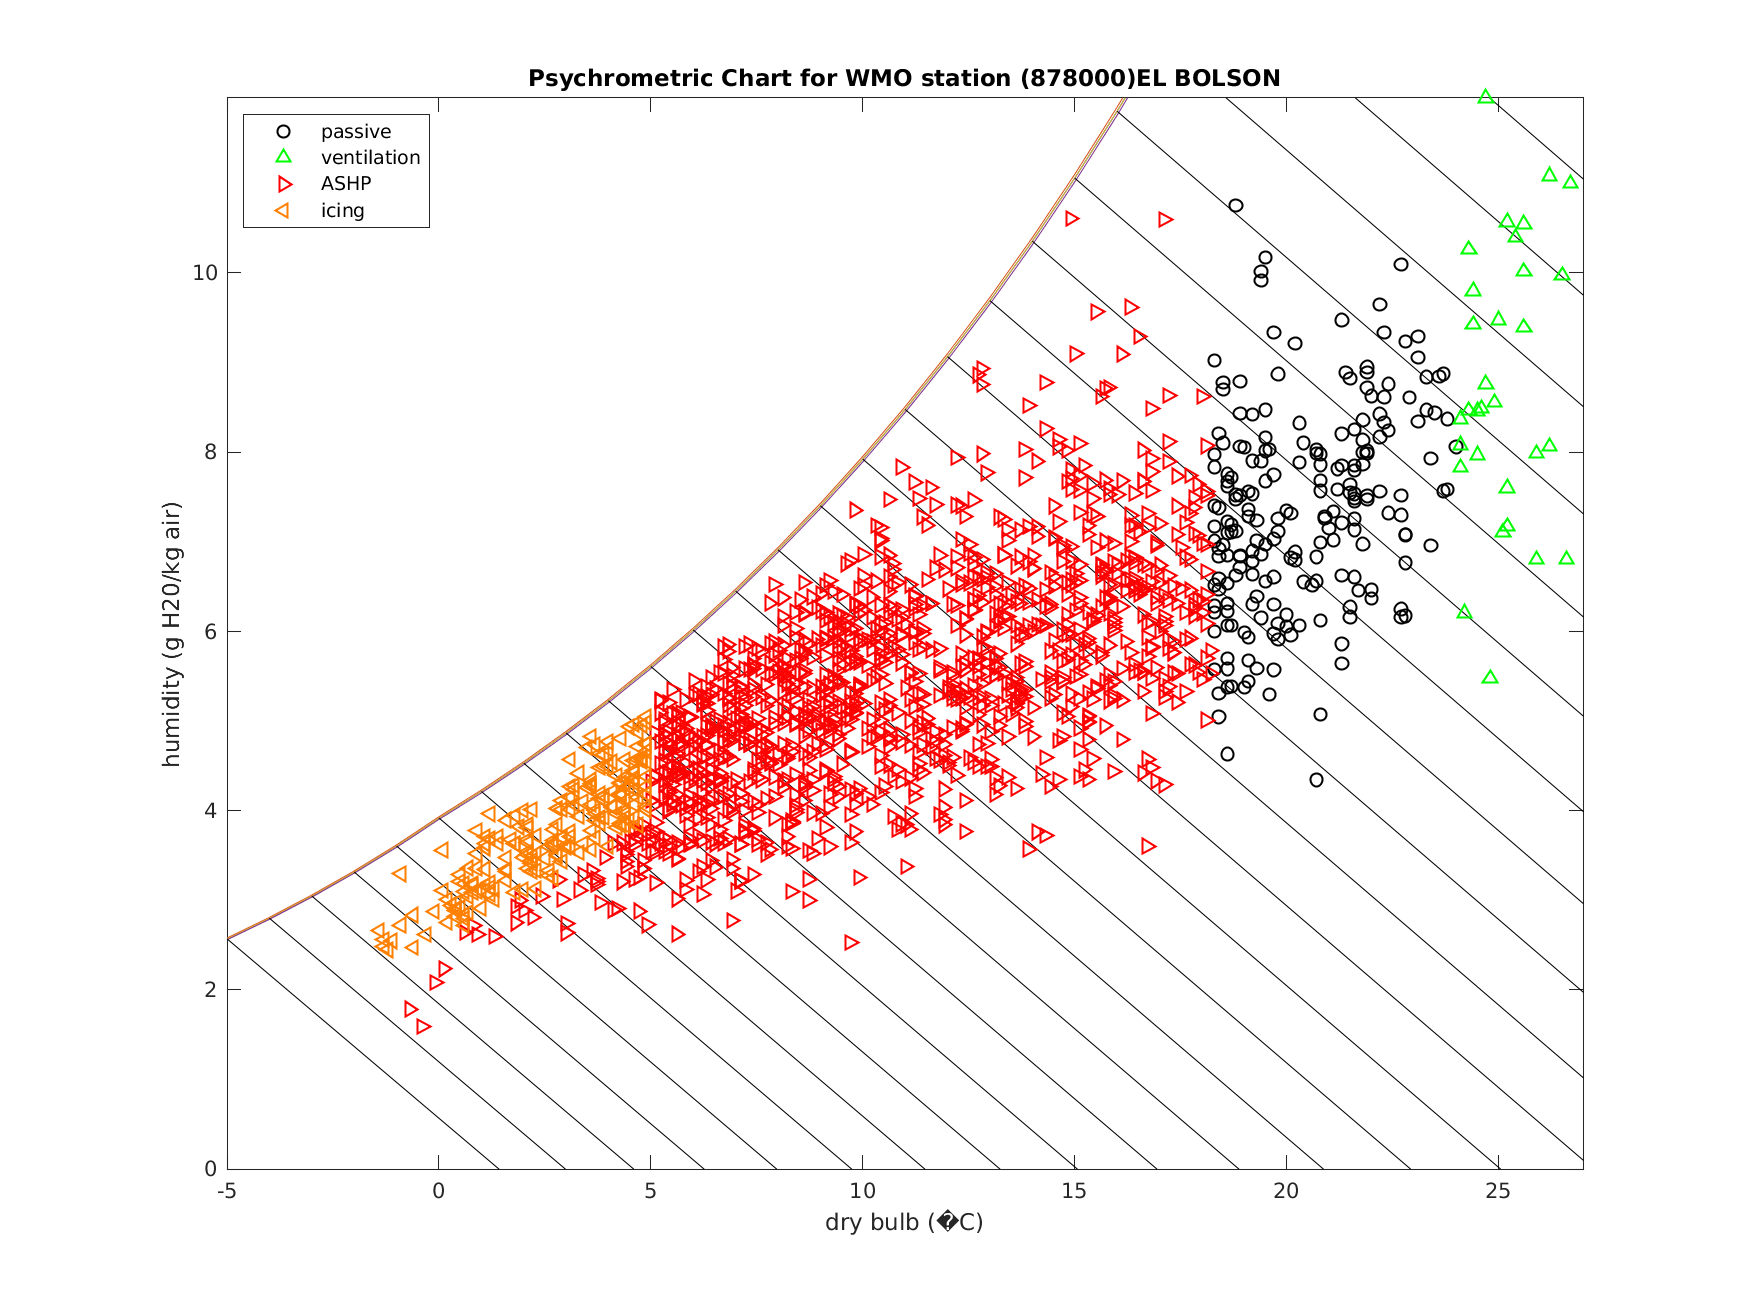 Psychrometric Chart for WMO station (878000)EL BOLSON
passive
ventilation
ASHP
icing
humidity (g H20/kg air)
10
8
6
4
2
0
-5 0 5 10 15 20 25
dry bulb (�C)